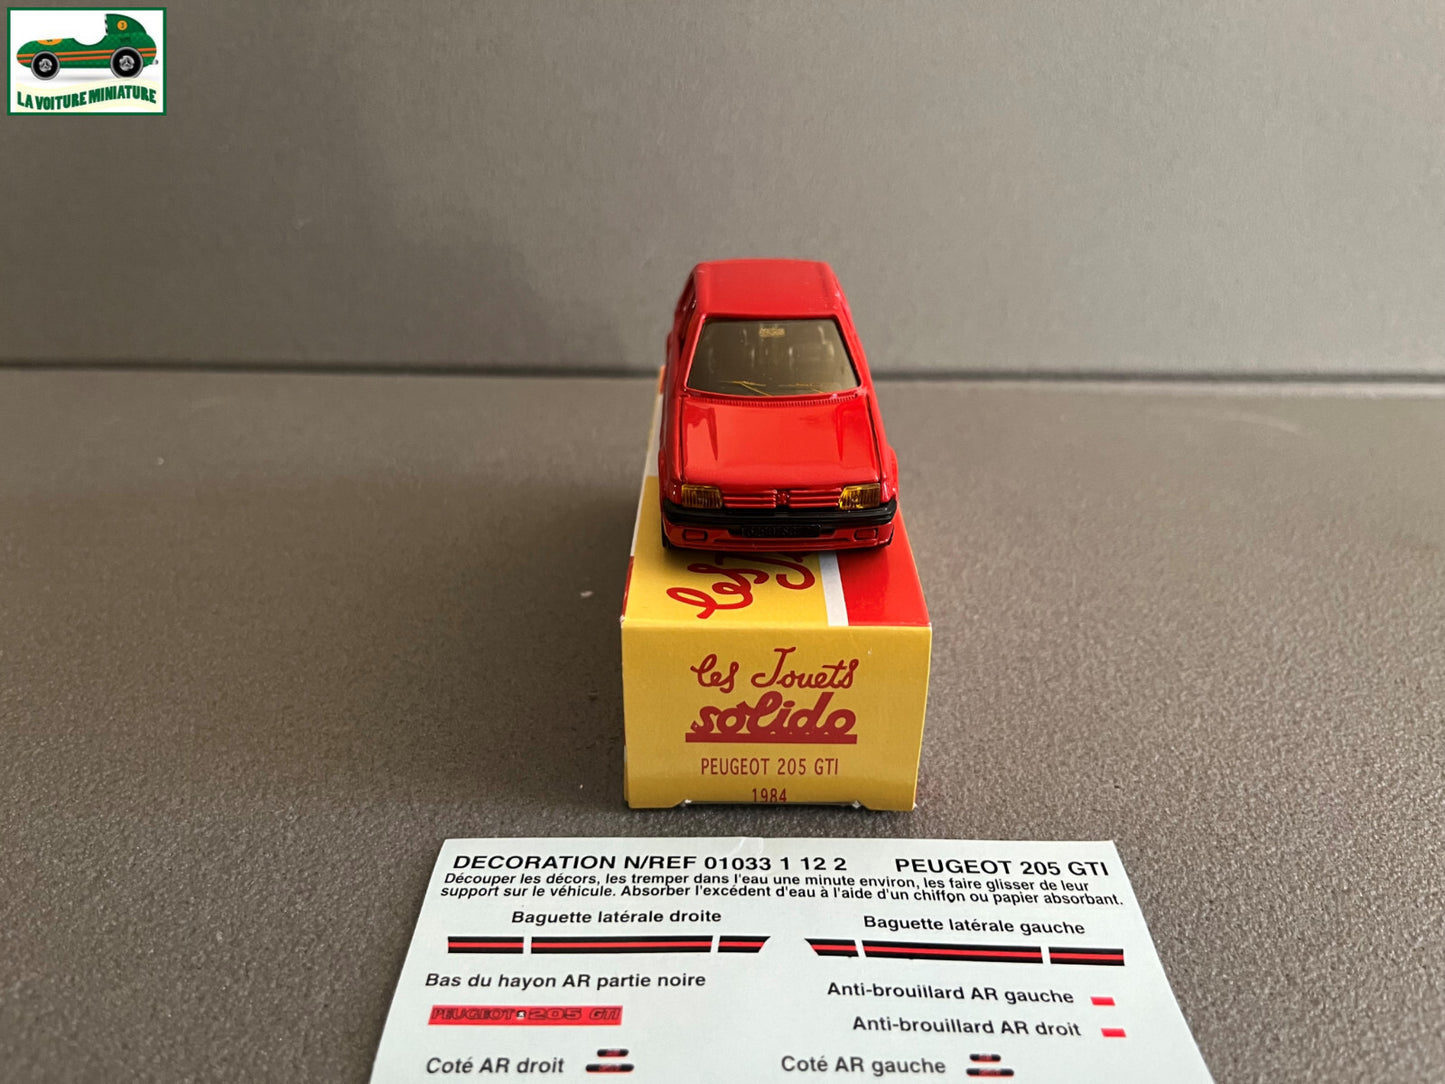 LA VOITURE MINIATURE
les Jouets
solido
PEUGEOT 205 GTI
1984
DECORATION N/REF 01033 1 12 2 PEUGEOT 205 GTI
Découper les décors, les tremper dans l'eau une minute environ, les faire glisser de leur
support sur le véhicule. Absorber l'excédent d'eau à l'aide d'un chiffon ou papier absorbant.
Baguette latérale droite
Baguette latérale gauche
Bas du hayon AR partie noire
Anti-brouillard AR gauche
PEUGEOT 205 GTI
Anti-brouillard AR droit
Coté AR droit
Coté AR gauche